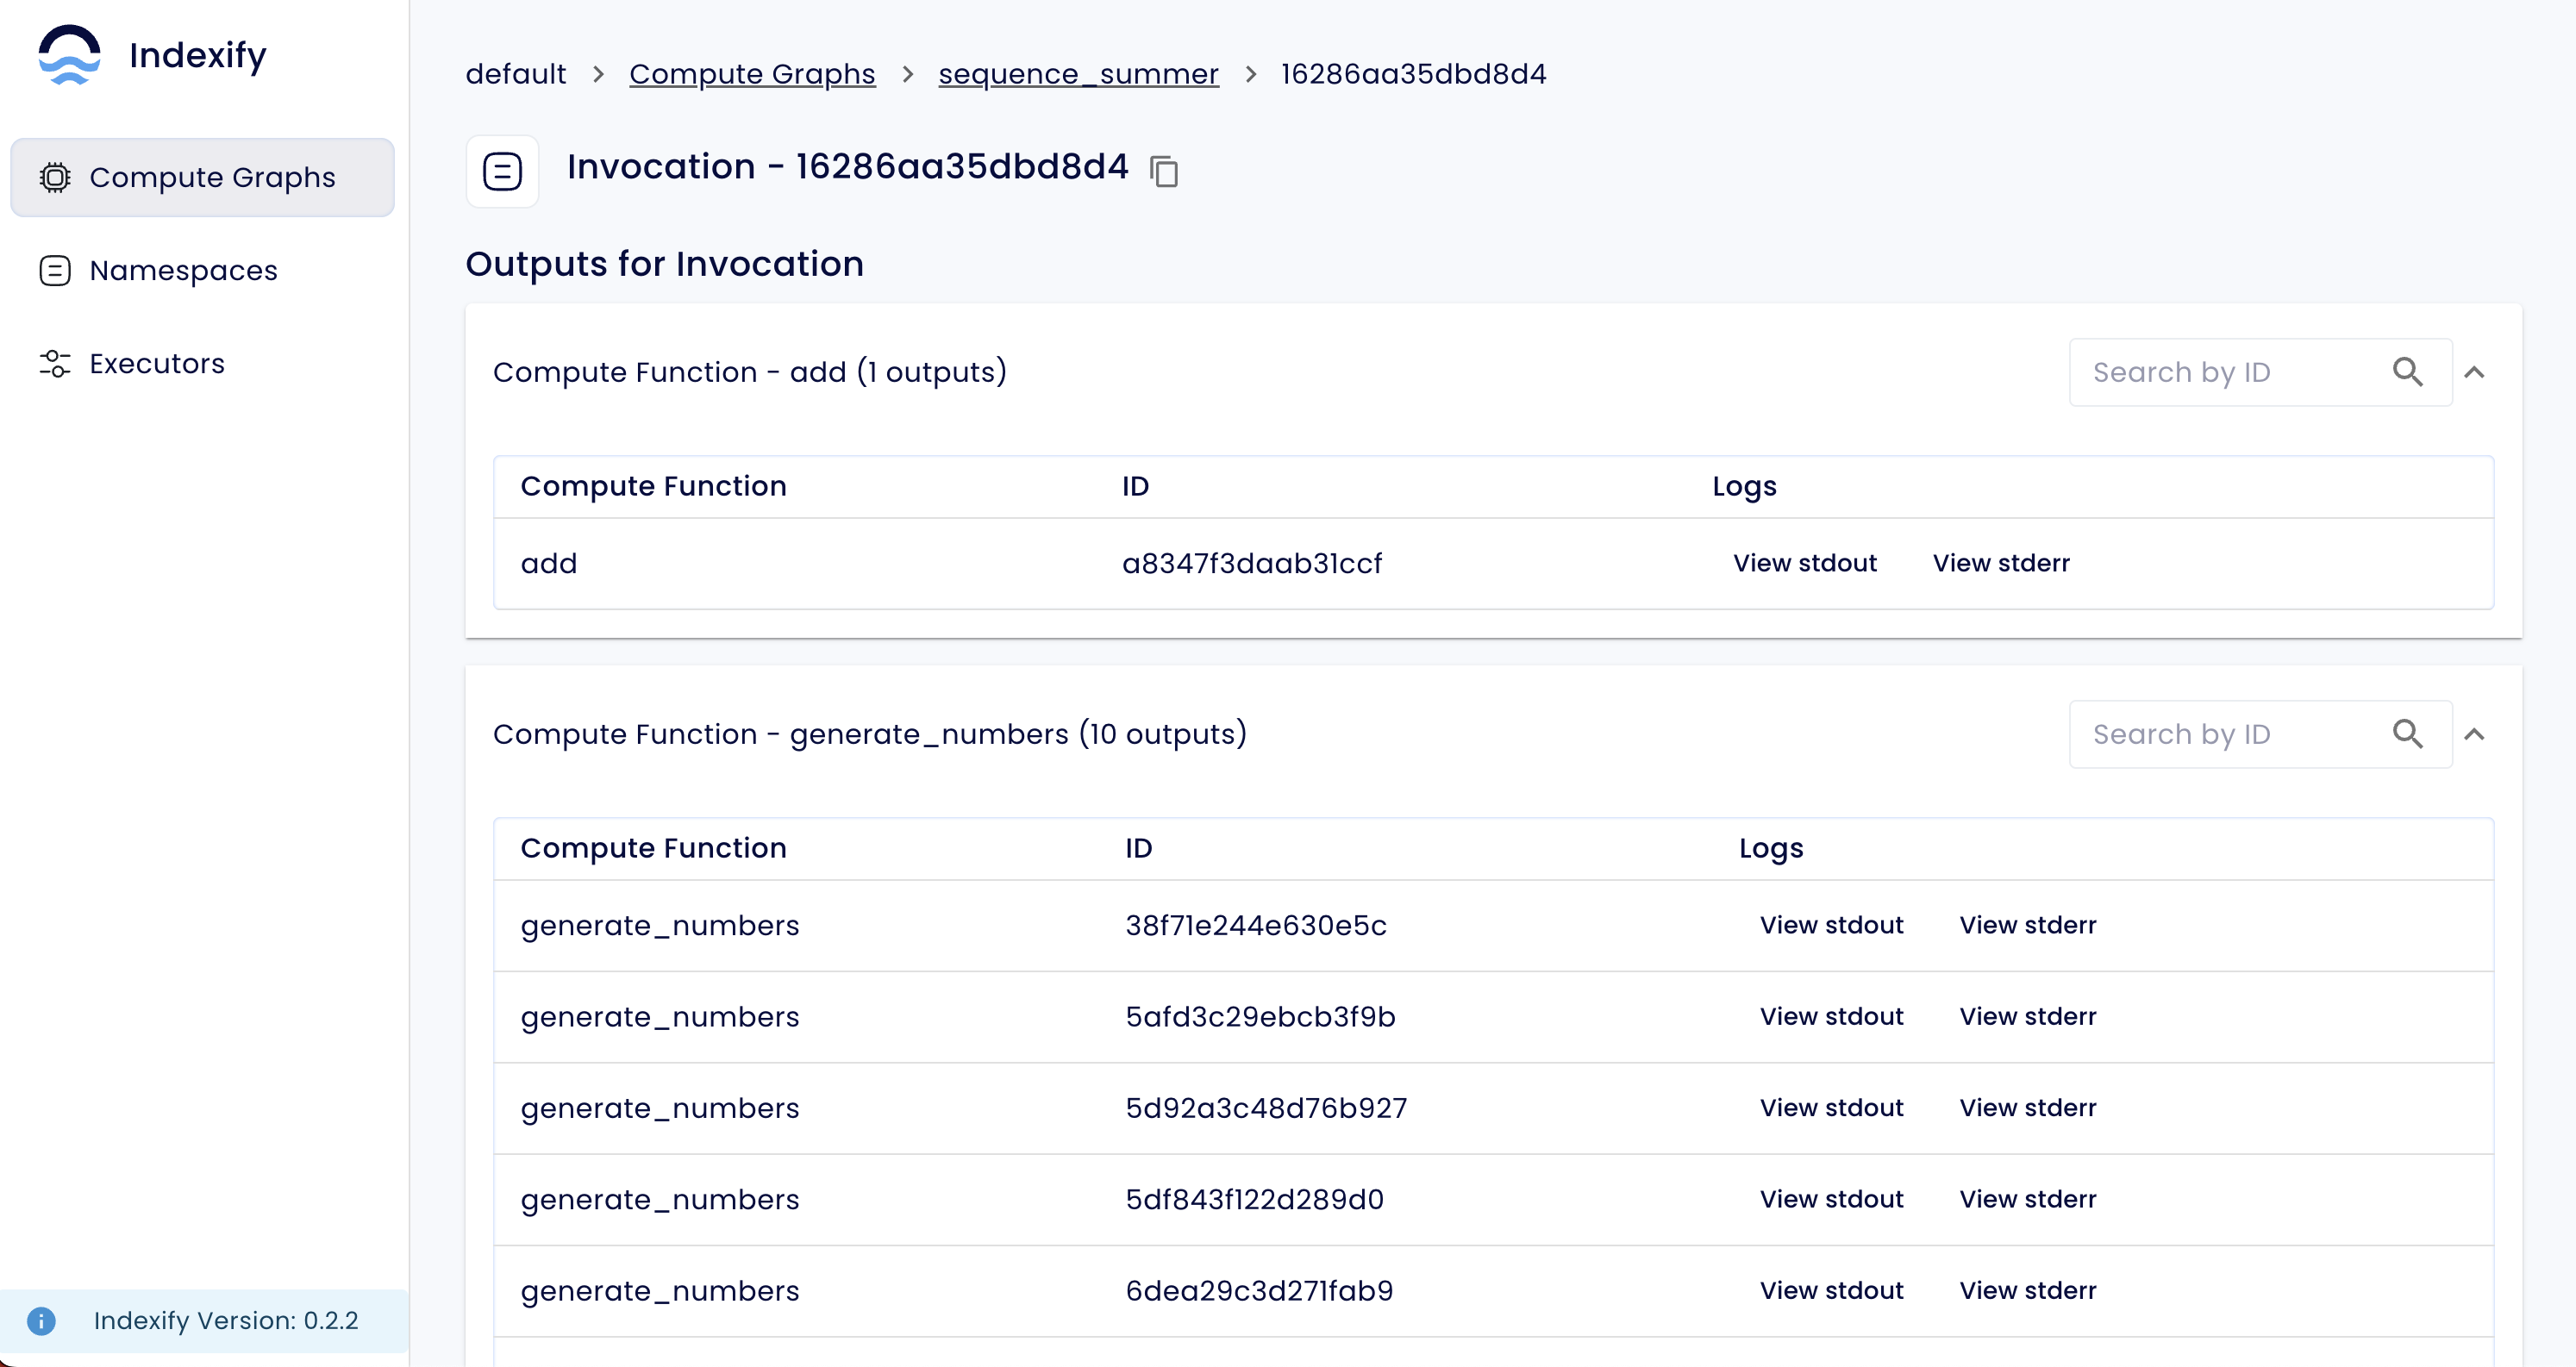 Indexify
Compute Graphs
Namespaces
Executors
Indexify Version: 0.2.2
default > Compute Graphs > sequence_summer > 16286aa35dbd8d4
Invocation - 16286aa35dbd8d4
Outputs for Invocation
Compute Function - add (1 outputs)
Search by ID
Compute Function ID Logs
add a8347f3daab31ccf View stdout View stderr
Compute Function - generate_numbers (10 outputs)
Search by ID
Compute Function ID Logs
generate_numbers 38f71e244e630e5c View stdout View stderr
generate_numbers 5afd3c29ebcb3f9b View stdout View stderr
generate_numbers 5d92a3c48d76b927 View stdout View stderr
generate_numbers 5df843f122d289d0 View stdout View stderr
generate_numbers 6dea29c3d271fab9 View stdout View stderr